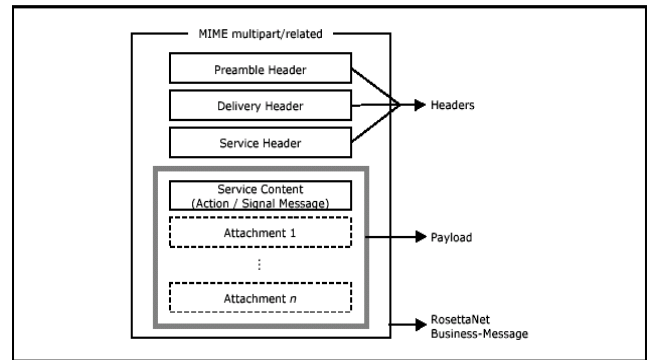 MIME multipart/related
Preamble Header
Delivery Header
Service Header
Headers
Service Content
(Action / Signal Message)
Attachment 1
⋮
Attachment n
Payload
RosettaNet
Business-Message